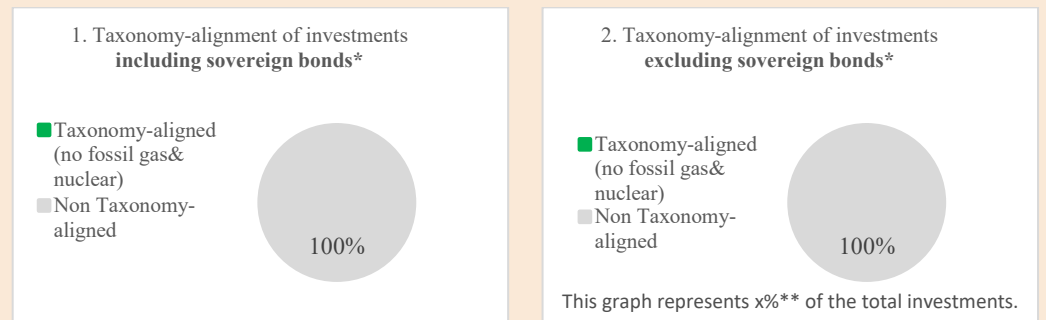 1. Taxonomy-alignment of investments
including sovereign bonds*
Taxonomy-aligned
(no fossil gas&
nuclear)
Non Taxonomy-
aligned
100%
2. Taxonomy-alignment of investments
excluding sovereign bonds*
Taxonomy-aligned
(no fossil gas&
nuclear)
Non Taxonomy-
aligned
100%
This graph represents x%** of the total investments.